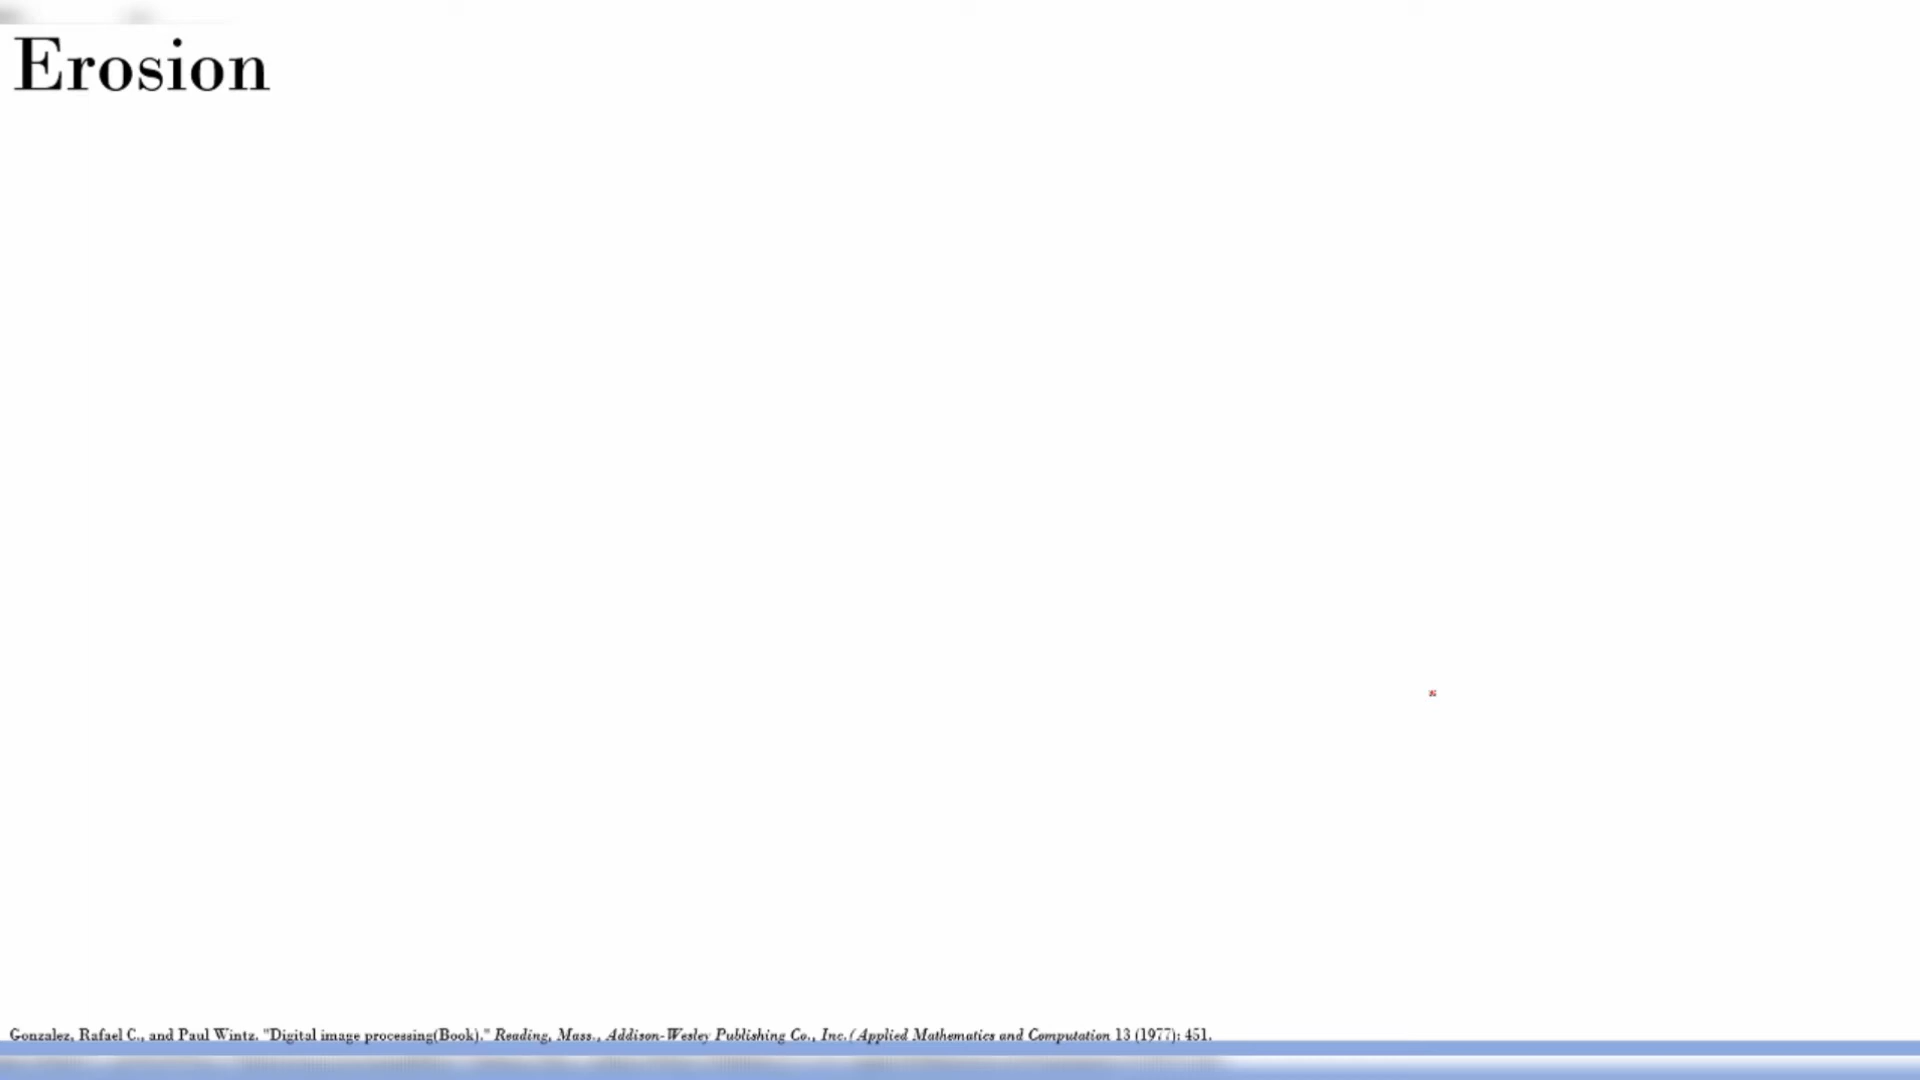 Erosion
Gonzalez, Rafael C., and Paul Wintz. "Digital image processing(Book)." Reading, Mass., Addison-Wesley Publishing Co., Inc.(Applied Mathematics and Computation 13 (1977): 451.